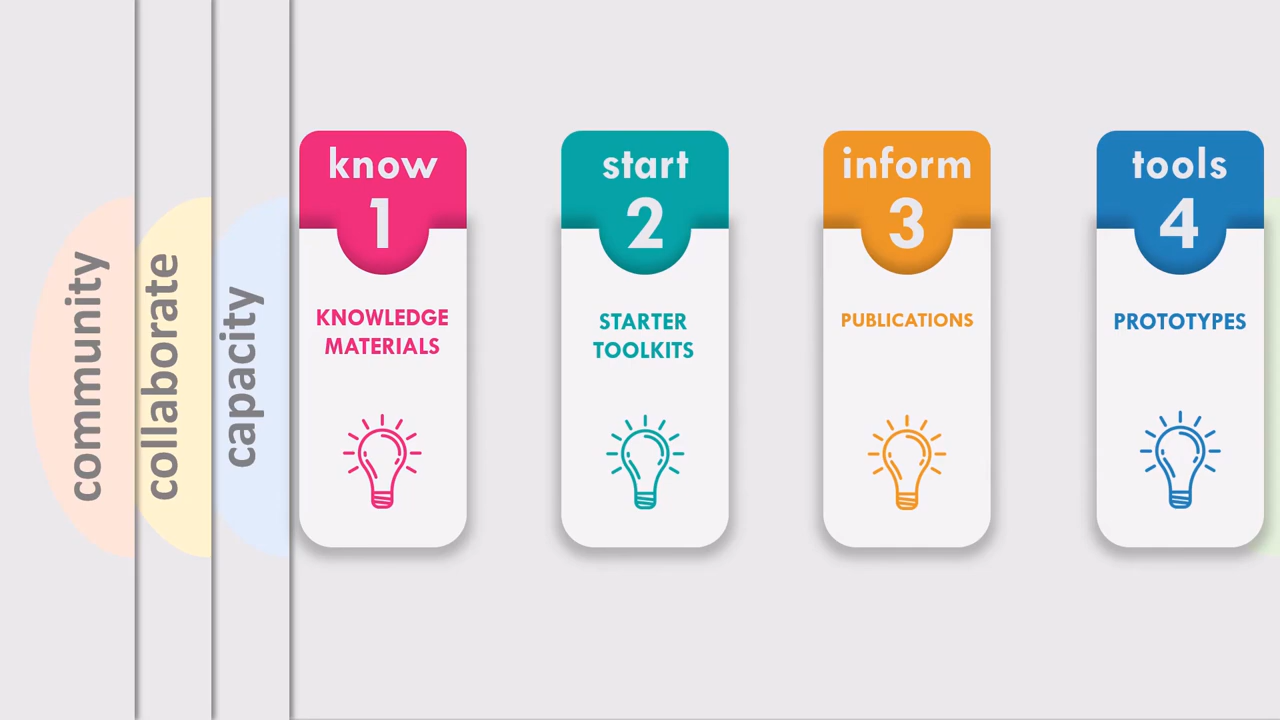 community
collaborate
capacity
know
1
KNOWLEDGE
MATERIALS
start
2
STARTER
TOOLKITS
inform
3
PUBLICATIONS
tools
4
PROTOTYPES